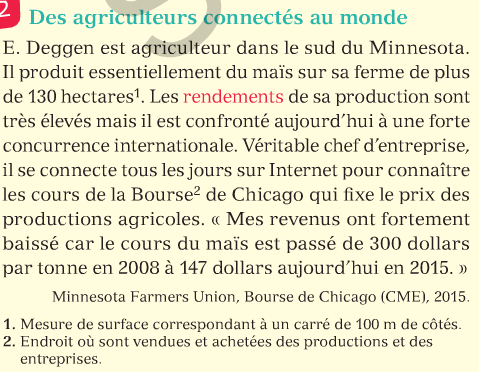 2 Des agriculteurs connectés au monde
E. Deggen est agriculteur dans le sud du Minnesota.
Il produit essentiellement du maïs sur sa ferme de plus
de 130 hectares¹. Les rendements de sa production sont
très élevés mais il est confronté aujourd'hui à une forte
concurrence internationale. Véritable chef d'entreprise,
il se connecte tous les jours sur Internet pour connaître
les cours de la Bourse² de Chicago qui fixe le prix des
productions agricoles. « Mes revenus ont fortement
baissé car le cours du maïs est passé de 300 dollars
par tonne en 2008 à 147 dollars aujourd'hui en 2015. »
Minnesota Farmers Union, Bourse de Chicago (CME), 2015.
1. Mesure de surface correspondant à un carré de 100 m de côtés.
2. Endroit où sont vendues et achetées des productions et des
entreprises.